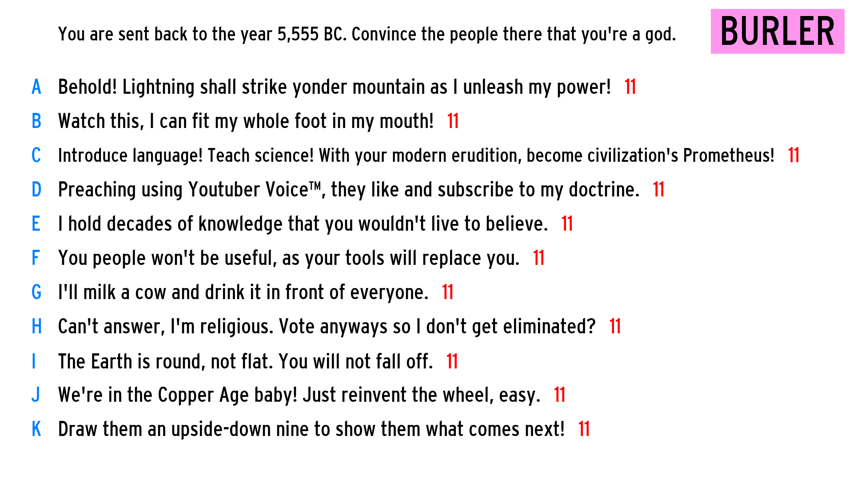 You are sent back to the year 5,555 BC. Convince the people there that you're a god.
BURLER
A Behold! Lightning shall strike yonder mountain as I unleash my power! 11
B Watch this, I can fit my whole foot in my mouth! 11
C Introduce language! Teach science! With your modern erudition, become civilization's Prometheus! 11
D Preaching using Youtuber Voice™, they like and subscribe to my doctrine. 11
E I hold decades of knowledge that you wouldn't live to believe. 11
F You people won't be useful, as your tools will replace you. 11
G I'll milk a cow and drink it in front of everyone. 11
H Can't answer, I'm religious. Vote anyways so I don't get eliminated? 11
I The Earth is round, not flat. You will not fall off. 11
J We're in the Copper Age baby! Just reinvent the wheel, easy. 11
K Draw them an upside-down nine to show them what comes next! 11